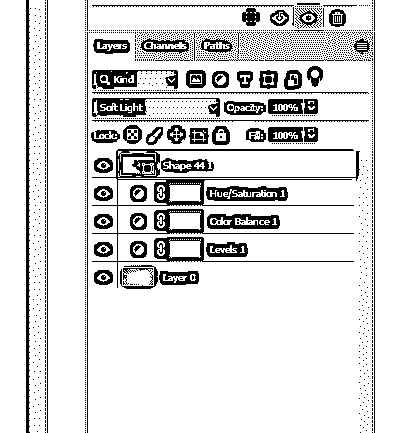 Layers Channels Paths
Kind
Soft Light Opacity: 100%
Lock: Fill: 100%
Shape 44 1
Hue/Saturation 1
Color Balance 1
Levels 1
Layer 0